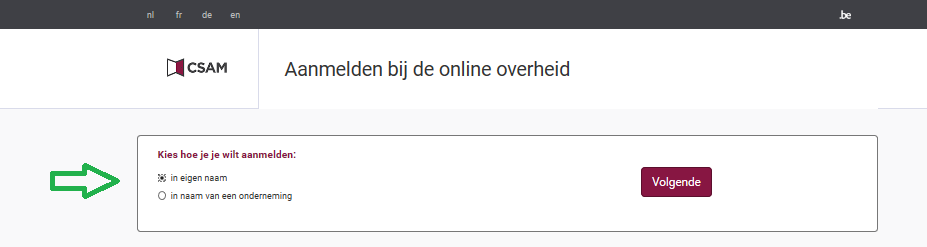 nl fr de en .be
CSAM
Aanmelden bij de online overheid
Kies hoe je je wilt aanmelden:
in eigen naam
in naam van een onderneming
Volgende